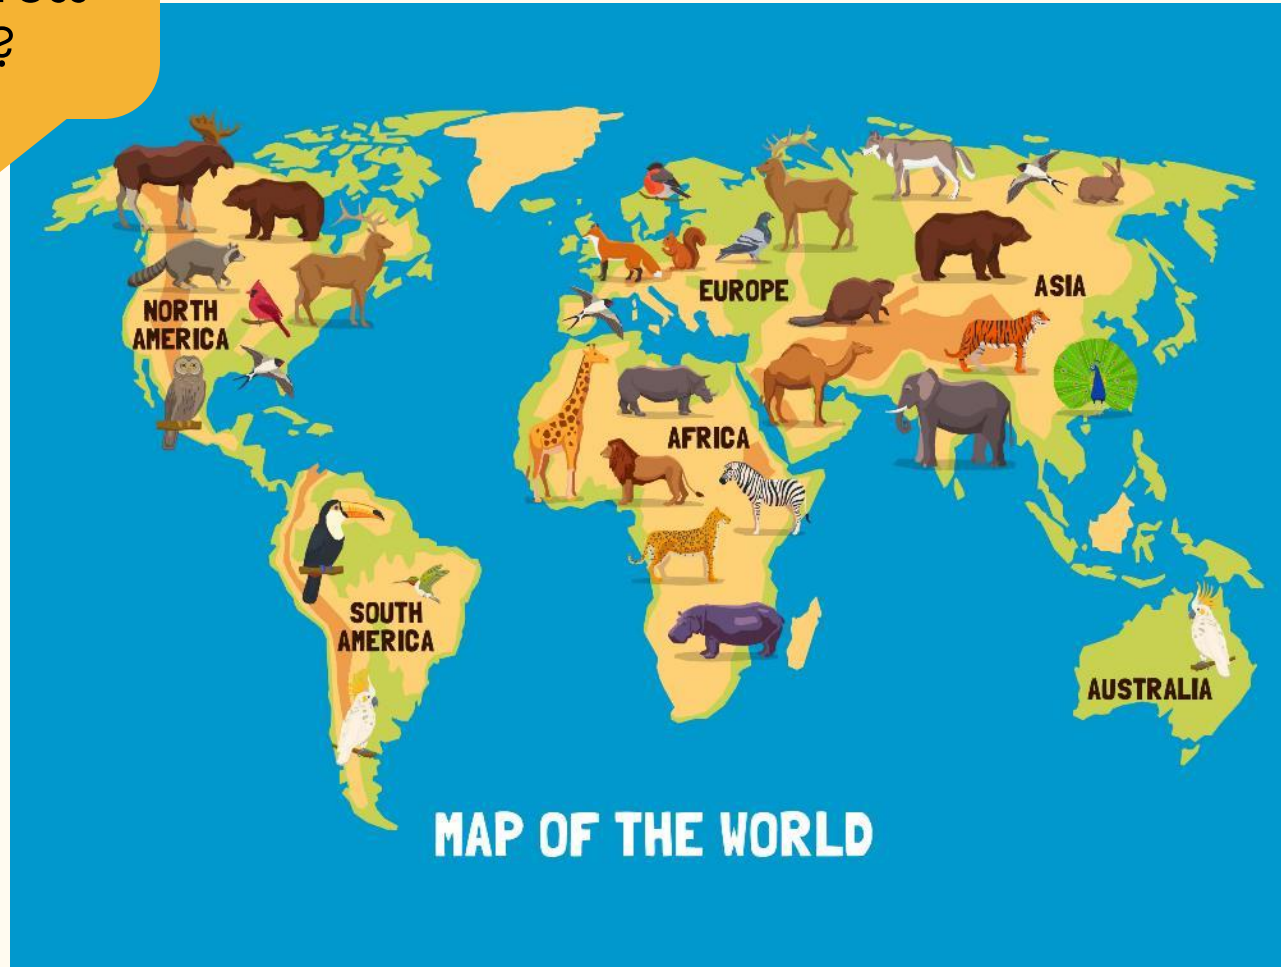 ?
NORTH
AMERICA
EUROPE
ASIA
AFRICA
SOUTH
AMERICA
AUSTRALIA
MAP OF THE WORLD